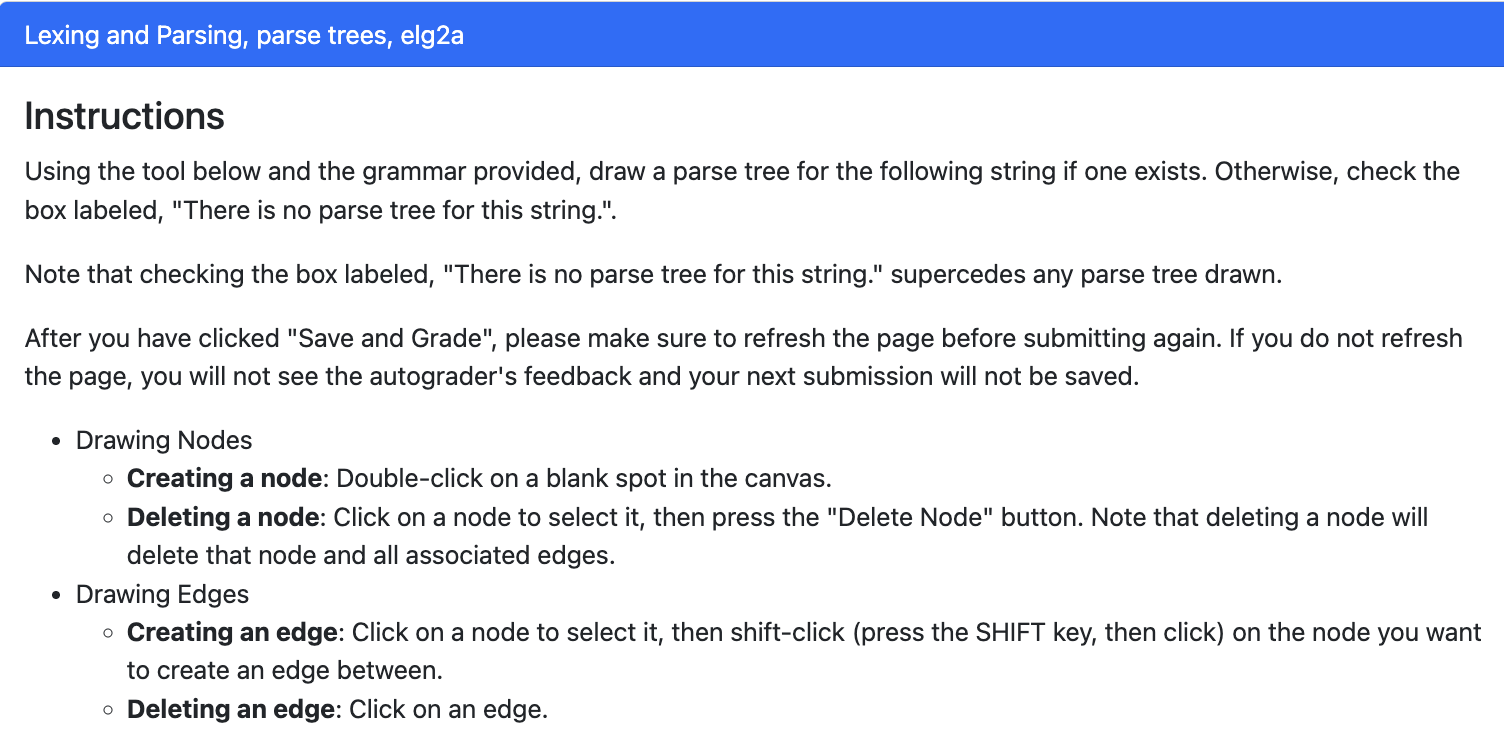 Lexing and Parsing, parse trees, elg2a
Instructions
Using the tool below and the grammar provided, draw a parse tree for the following string if one exists. Otherwise, check the
box labeled, "There is no parse tree for this string.".
Note that checking the box labeled, "There is no parse tree for this string." supercedes any parse tree drawn.
After you have clicked "Save and Grade", please make sure to refresh the page before submitting again. If you do not refresh
the page, you will not see the autograder's feedback and your next submission will not be saved.
• Drawing Nodes
◦ Creating a node: Double-click on a blank spot in the canvas.
◦ Deleting a node: Click on a node to select it, then press the "Delete Node" button. Note that deleting a node will
delete that node and all associated edges.
• Drawing Edges
◦ Creating an edge: Click on a node to select it, then shift-click (press the SHIFT key, then click) on the node you want
to create an edge between.
◦ Deleting an edge: Click on an edge.